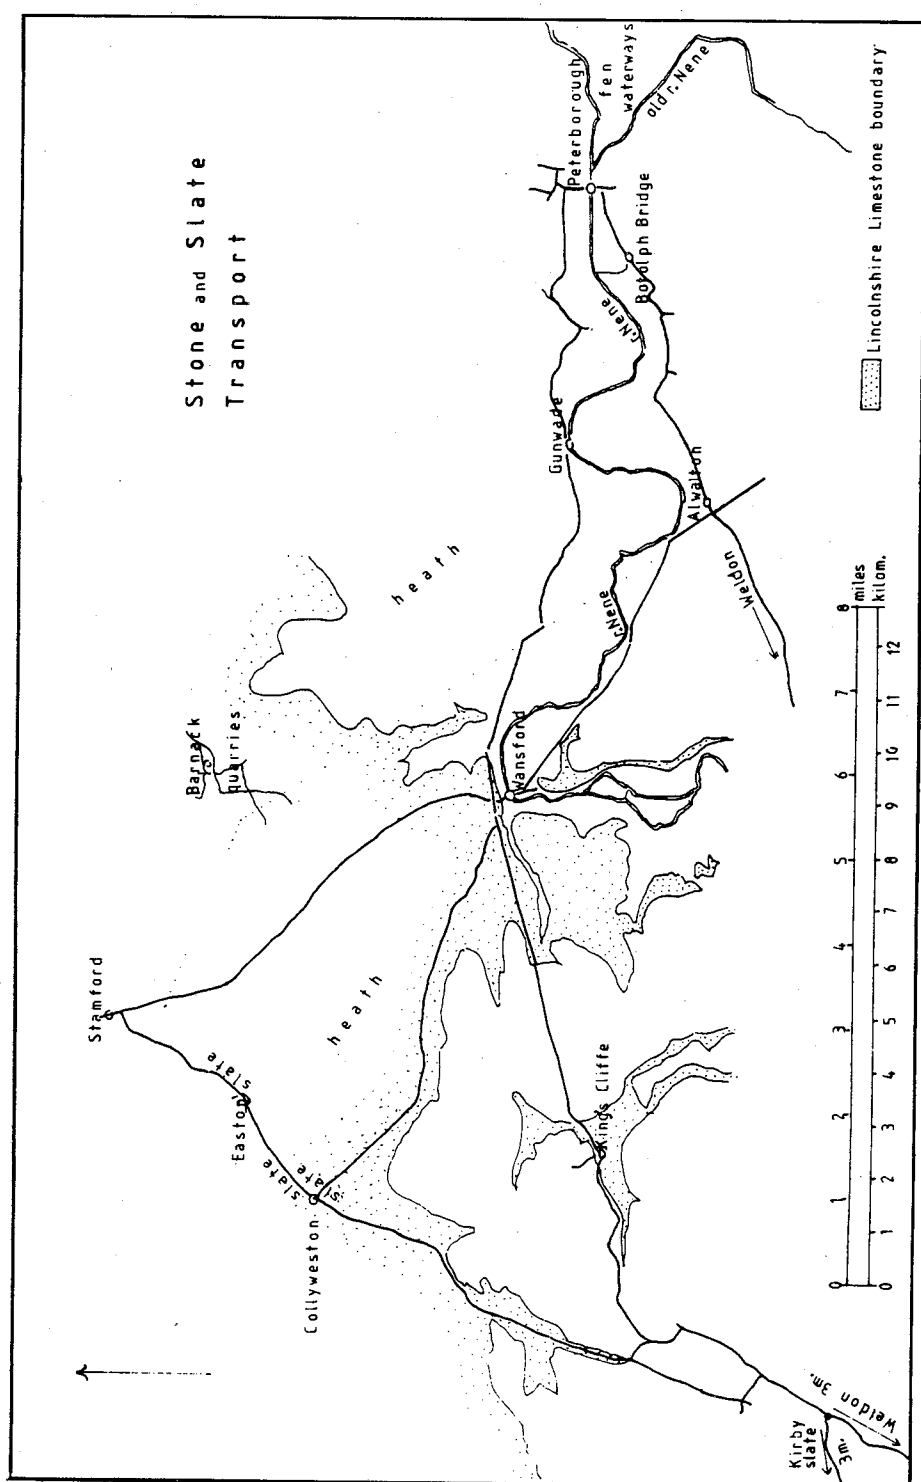 Stone and Slate
Transport
Peterborough
fen
waterways
old r. Nene
Botolph Bridge
r. Nene
Gunwade
Alwalton
Weldon
heath
r. Nene
Wansford
Barnack
quarries
Stamford
slate
Easton
slate
slate
Collyweston
heath
King's Cliffe
Kirby
slate
3m.
Weldon 3m.
Lincolnshire Limestone boundary
0 1 2 3 4 5 6 7 8 miles
0 1 2 3 4 5 6 7 8 9 10 11 12 kilom.